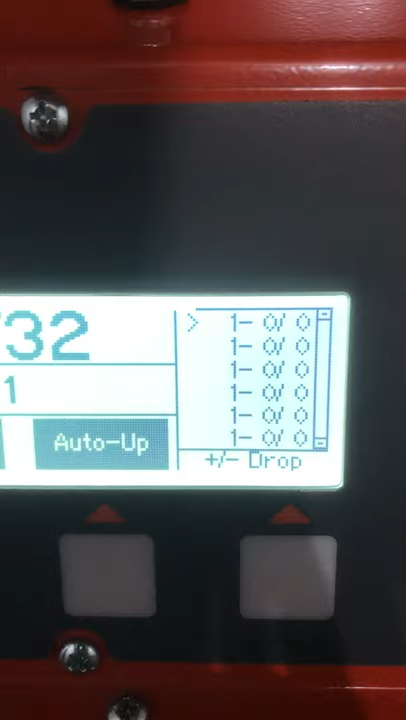 732
1
Auto-Up
> 1- 0/ 0
1- 0/ 0
1- 0/ 0
1- 0/ 0
1- 0/ 0
1- 0/ 0
+/- Drop